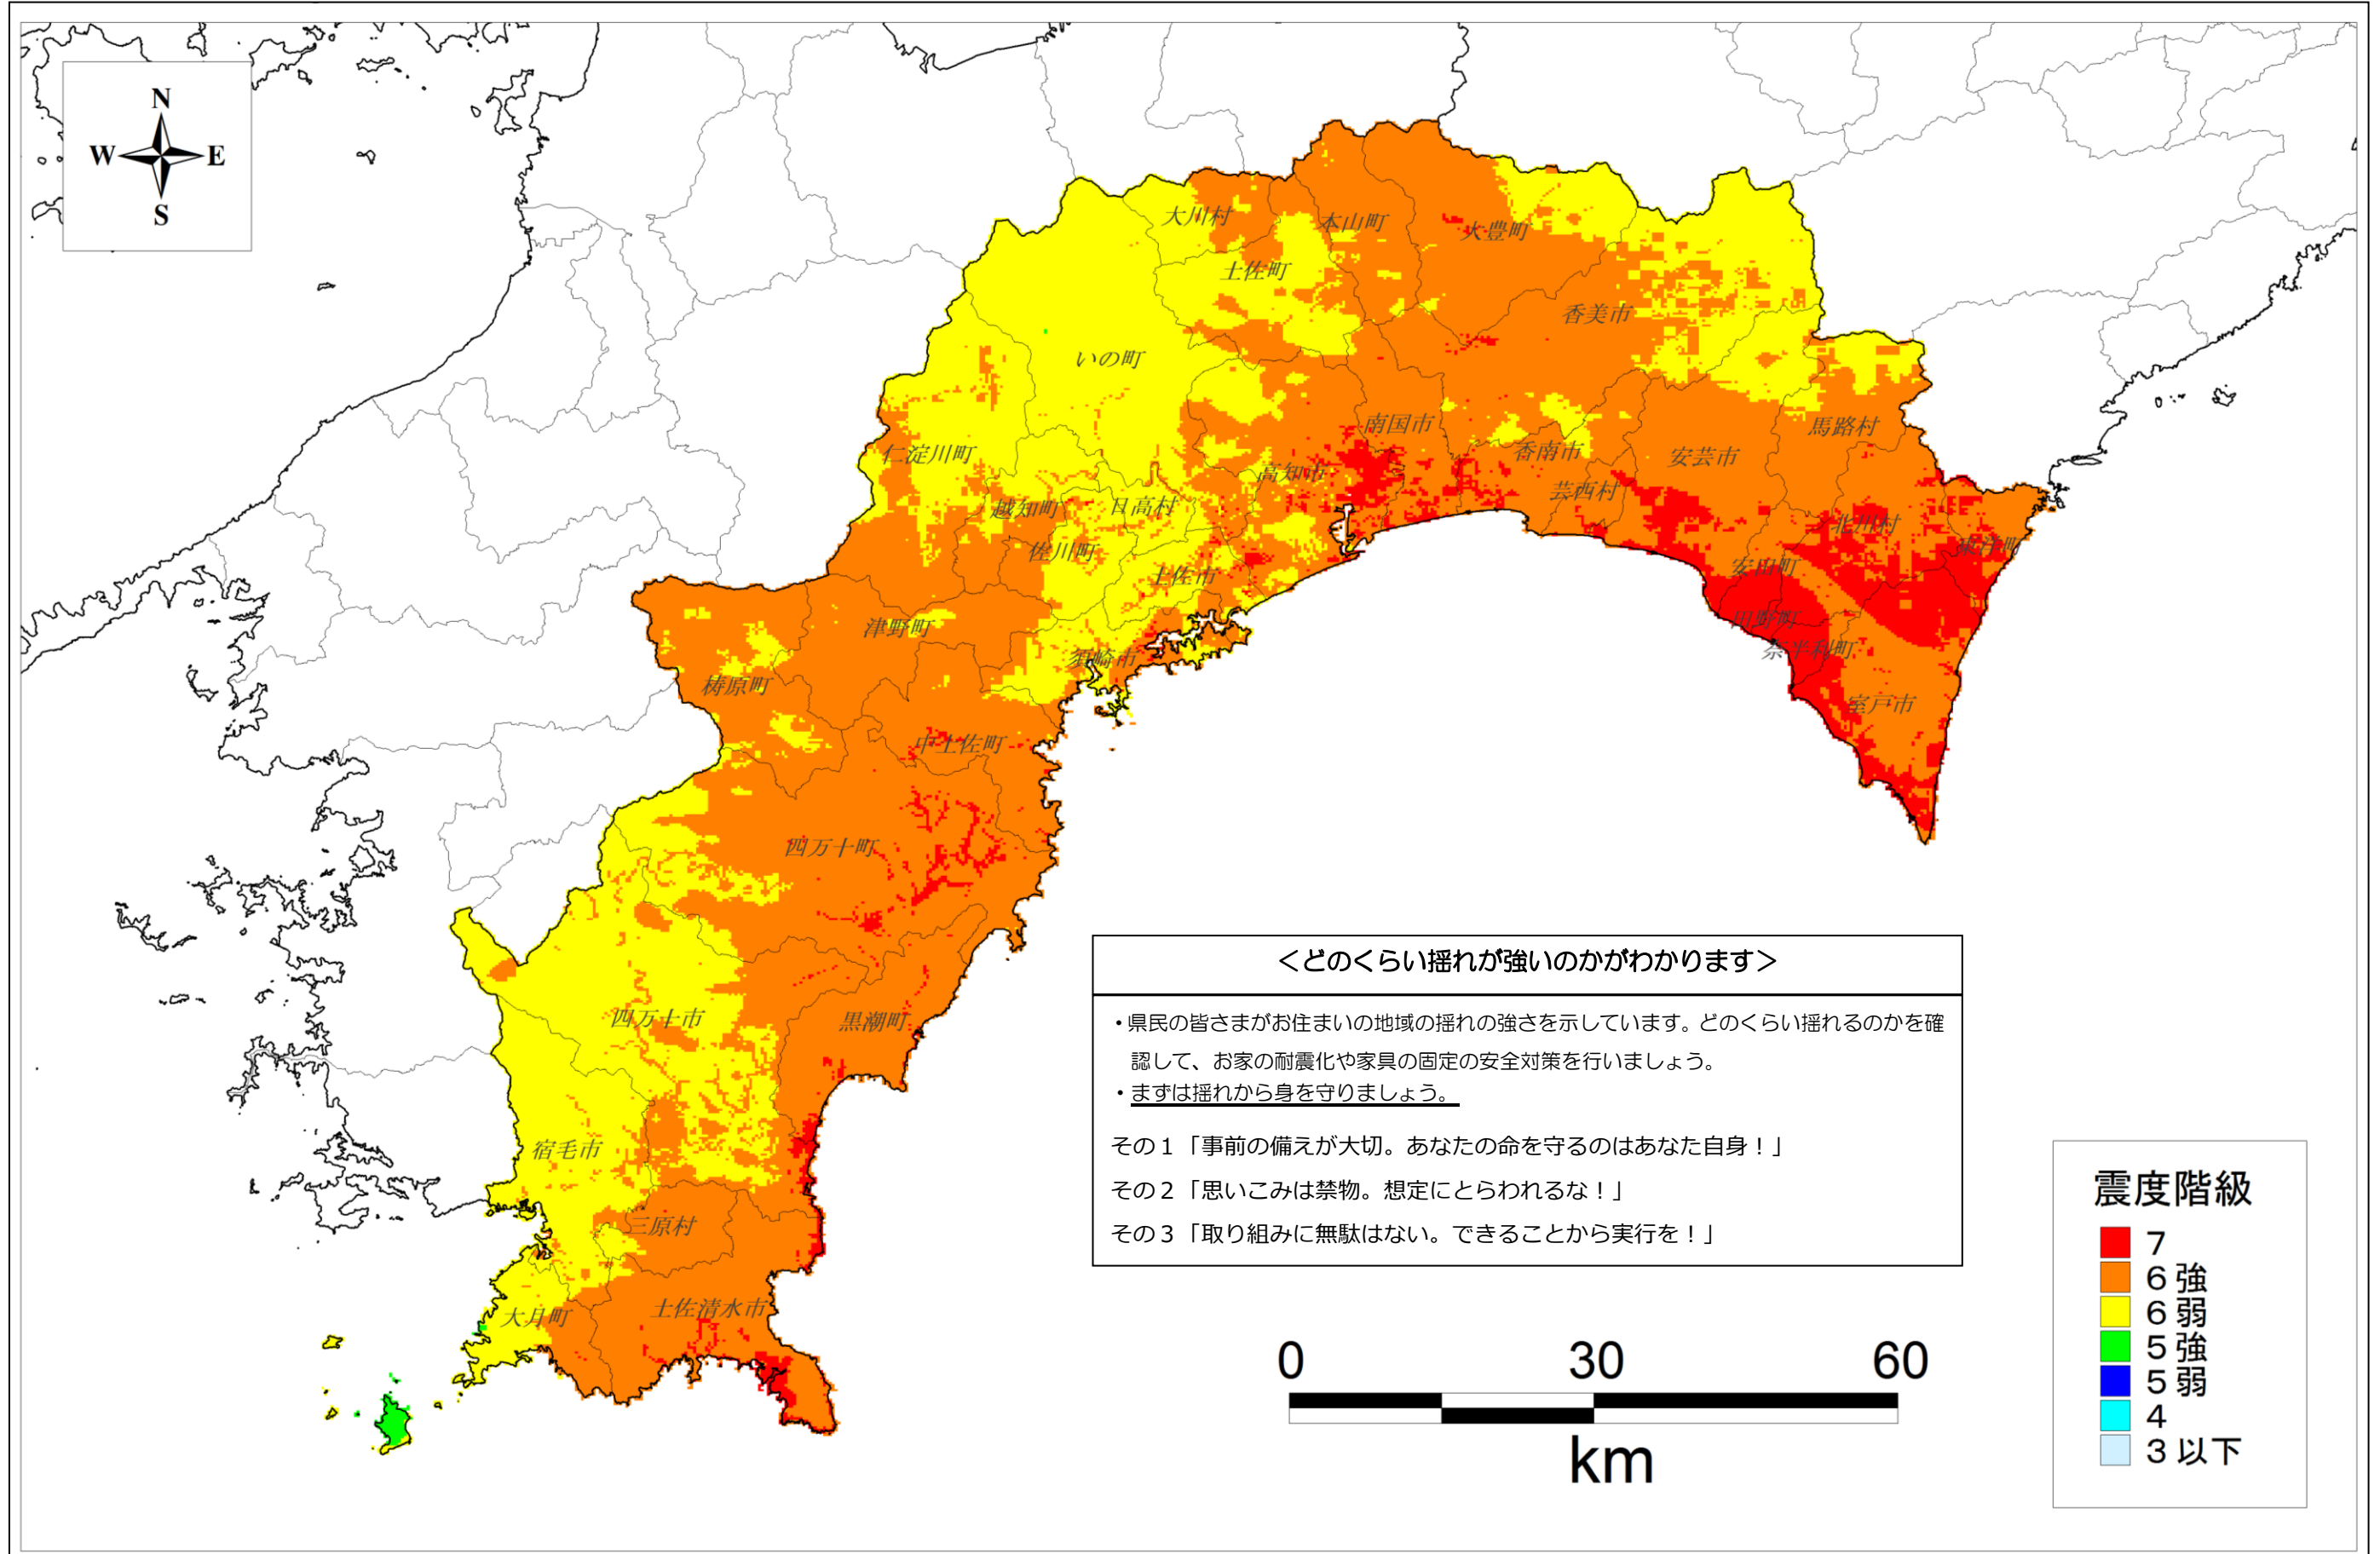 N
W E
S
大川村
本山町
大豊町
土佐町
香美市
いの町
南国市
馬路村
仁淀川町
高知市
香南市
安芸市
越知町
日高村
芸西村
北川村
佐川町
東洋町
土佐市
安田町
津野町
田野町
須崎市
奈半利町
梼原町
室戸市
中土佐町
四万十町
四万十市
黒潮町
宿毛市
三原村
大月町
土佐清水市
＜どのくらい揺れが強いのかがわかります＞
・県民の皆さまがお住まいの地域の揺れの強さを示しています。どのくらい揺れるのかを確
認して、お家の耐震化や家具の固定の安全対策を行いましょう。
・まずは揺れから身を守りましょう。
その１「事前の備えが大切。あなたの命を守るのはあなた自身！」
その２「思いこみは禁物。想定にとらわれるな！」
その３「取り組みに無駄はない。できることから実行を！」
0 30 60
km
震度階級
7
6強
6弱
5強
5弱
4
3以下